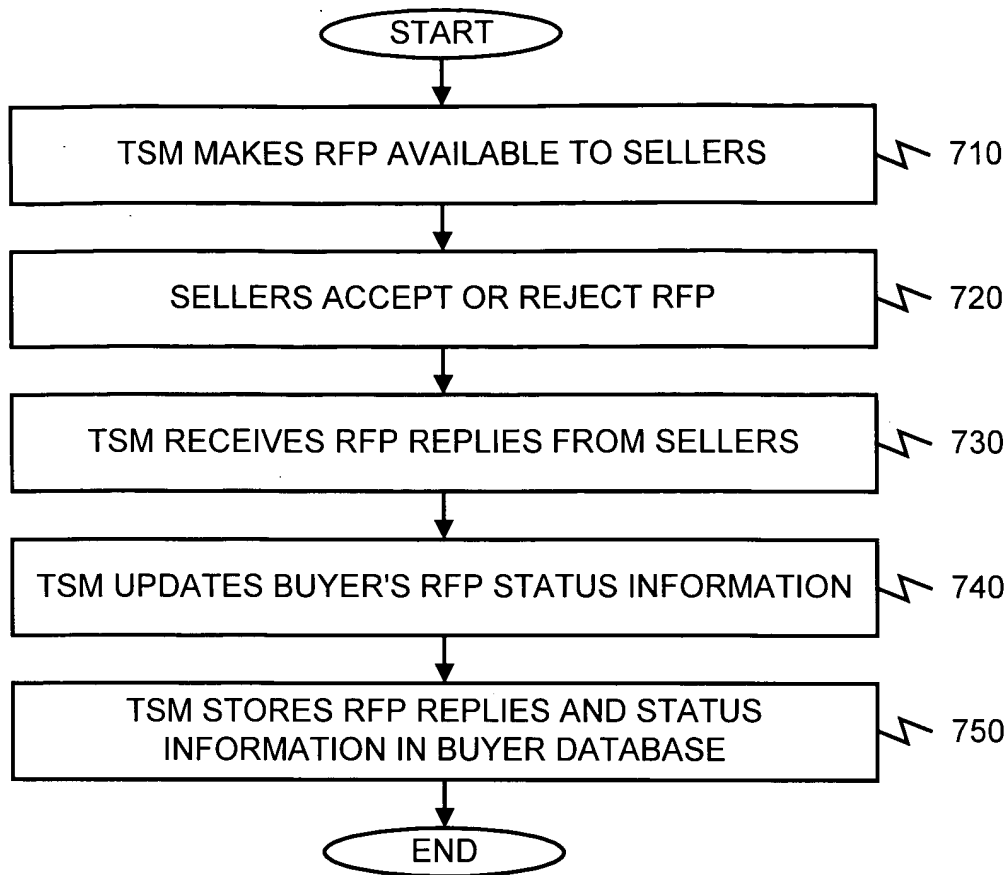 START
TSM MAKES RFP AVAILABLE TO SELLERS
710
SELLERS ACCEPT OR REJECT RFP
720
TSM RECEIVES RFP REPLIES FROM SELLERS
730
TSM UPDATES BUYER'S RFP STATUS INFORMATION
740
TSM STORES RFP REPLIES AND STATUS
INFORMATION IN BUYER DATABASE
750
END